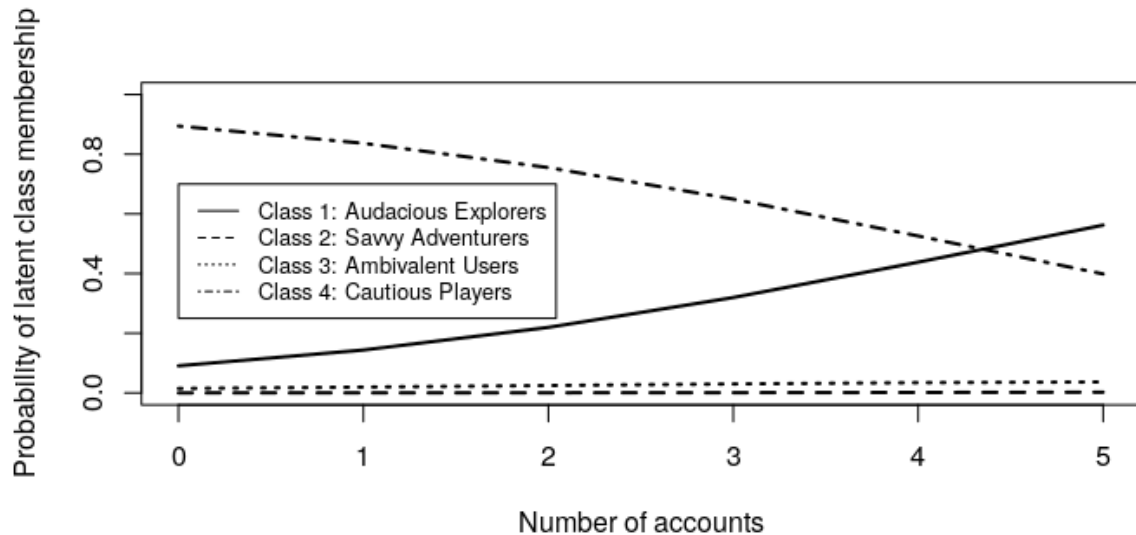 Probability of latent class membership
0.8
0.4
0.0
Class 1: Audacious Explorers
Class 2: Savvy Adventurers
Class 3: Ambivalent Users
Class 4: Cautious Players
0 1 2 3 4 5
Number of accounts